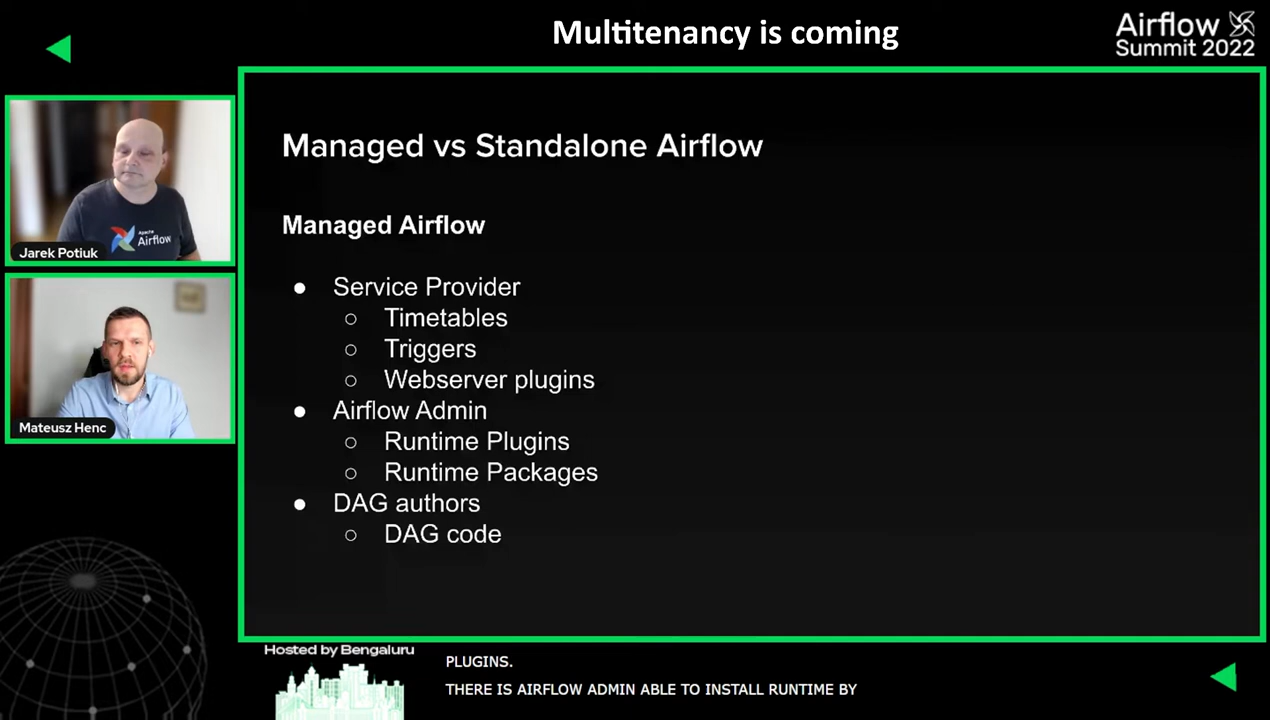 Multitenancy is coming
Airflow
Summit 2022
Managed vs Standalone Airflow
Managed Airflow
● Service Provider
○ Timetables
○ Triggers
○ Webserver plugins
● Airflow Admin
○ Runtime Plugins
○ Runtime Packages
● DAG authors
○ DAG code
Apache
Airflow
Jarek Potiuk
Mateusz Henc
Hosted by Bengaluru
PLUGINS.
THERE IS AIRFLOW ADMIN ABLE TO INSTALL RUNTIME BY